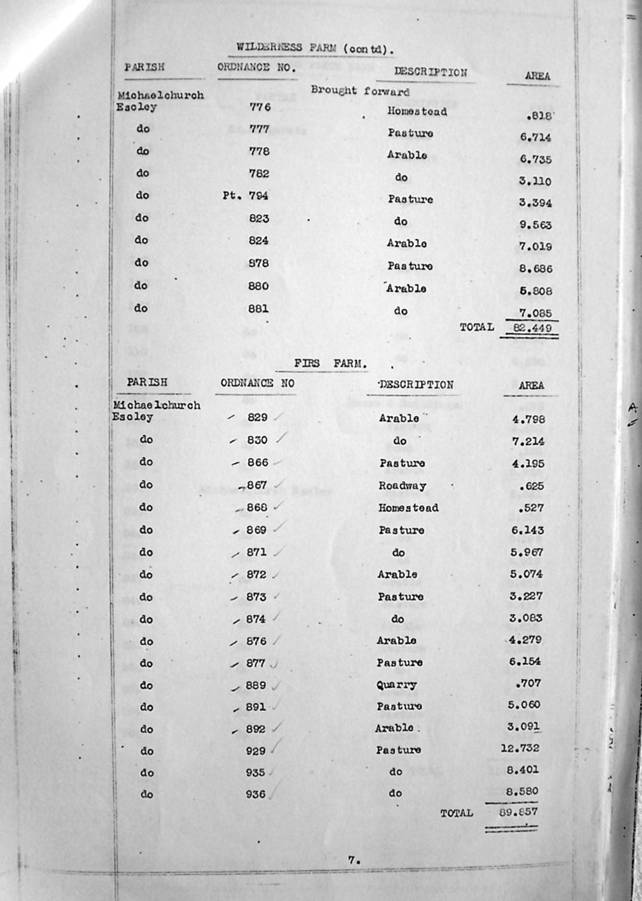 WILDERNESS FARM (contd).
PARISH ORDNANCE NO. DESCRIPTION AREA
Brought forward
Michaelchurch
Escley 776 Homestead .818
do 777 Pasture 6.714
do 778 Arable 6.735
do 782 do 3.110
do Pt. 794 Pasture 3.394
do 823 do 9.563
do 824 Arable 7.019
do 878 Pasture 8.686
do 880 Arable 5.808
do 881 do 7.085
TOTAL 82.449
FIRS FARM.
PARISH ORDNANCE NO DESCRIPTION AREA
Michaelchurch
Escley 829 Arable 4.798
do 830 do 7.214
do 866 Pasture 4.195
do 867 Roadway .625
do 868 Homestead .527
do 869 Pasture 6.143
do 871 do 5.967
do 872 Arable 5.074
do 873 Pasture 3.227
do 874 do 3.083
do 876 Arable 4.279
do 877 Pasture 6.154
do 889 Quarry .707
do 891 Pasture 5.060
do 892 Arable 3.091
do 929 Pasture 12.732
do 935 do 8.401
do 936 do 8.580
TOTAL 89.857
7.